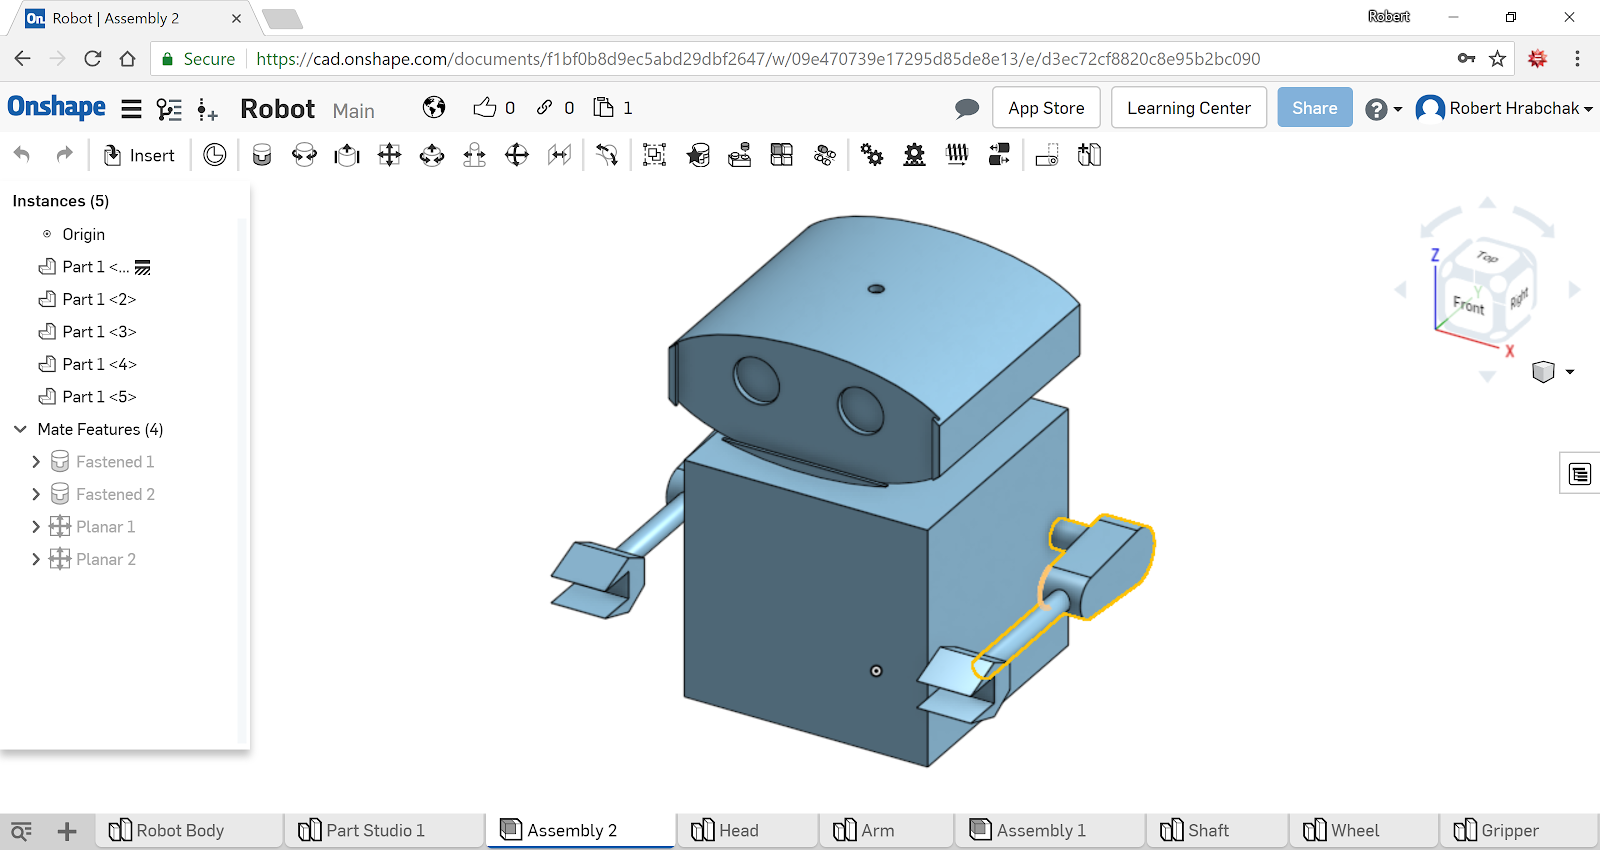 On Robot | Assembly 2
Robert
Secure https://cad.onshape.com/documents/f1bf0b8d9ec5abd29dbf2647/w/09e470739e17295d85de8e13/e/d3ec72cf8820c8e95b2bc090
Onshape Robot Main 0 0 1 App Store Learning Center Share ? Robert Hrabchak
Insert
Instances (5)
Origin
Part 1 <...
Part 1 <2>
Part 1 <3>
Part 1 <4>
Part 1 <5>
Mate Features (4)
Fastened 1
Fastened 2
Planar 1
Planar 2
Z
Top
Y
Front
Right
X
Robot Body Part Studio 1 Assembly 2 Head Arm Assembly 1 Shaft Wheel Gripper